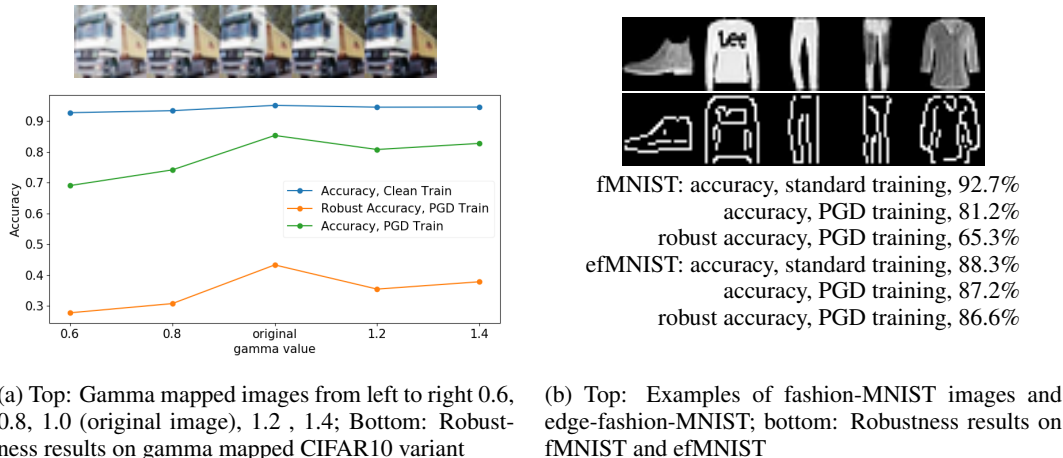 0.9
0.8
0.7
0.6
0.5
0.4
0.3
Accuracy
Accuracy, Clean Train
Robust Accuracy, PGD Train
Accuracy, PGD Train
0.6 0.8 original 1.2 1.4
gamma value
(a) Top: Gamma mapped images from left to right 0.6,
0.8, 1.0 (original image), 1.2 , 1.4; Bottom: Robust-
ness results on gamma mapped CIFAR10 variant
Lee
fMNIST: accuracy, standard training, 92.7%
accuracy, PGD training, 81.2%
robust accuracy, PGD training, 65.3%
efMNIST: accuracy, standard training, 88.3%
accuracy, PGD training, 87.2%
robust accuracy, PGD training, 86.6%
(b) Top: Examples of fashion-MNIST images and
edge-fashion-MNIST; bottom: Robustness results on
fMNIST and efMNIST